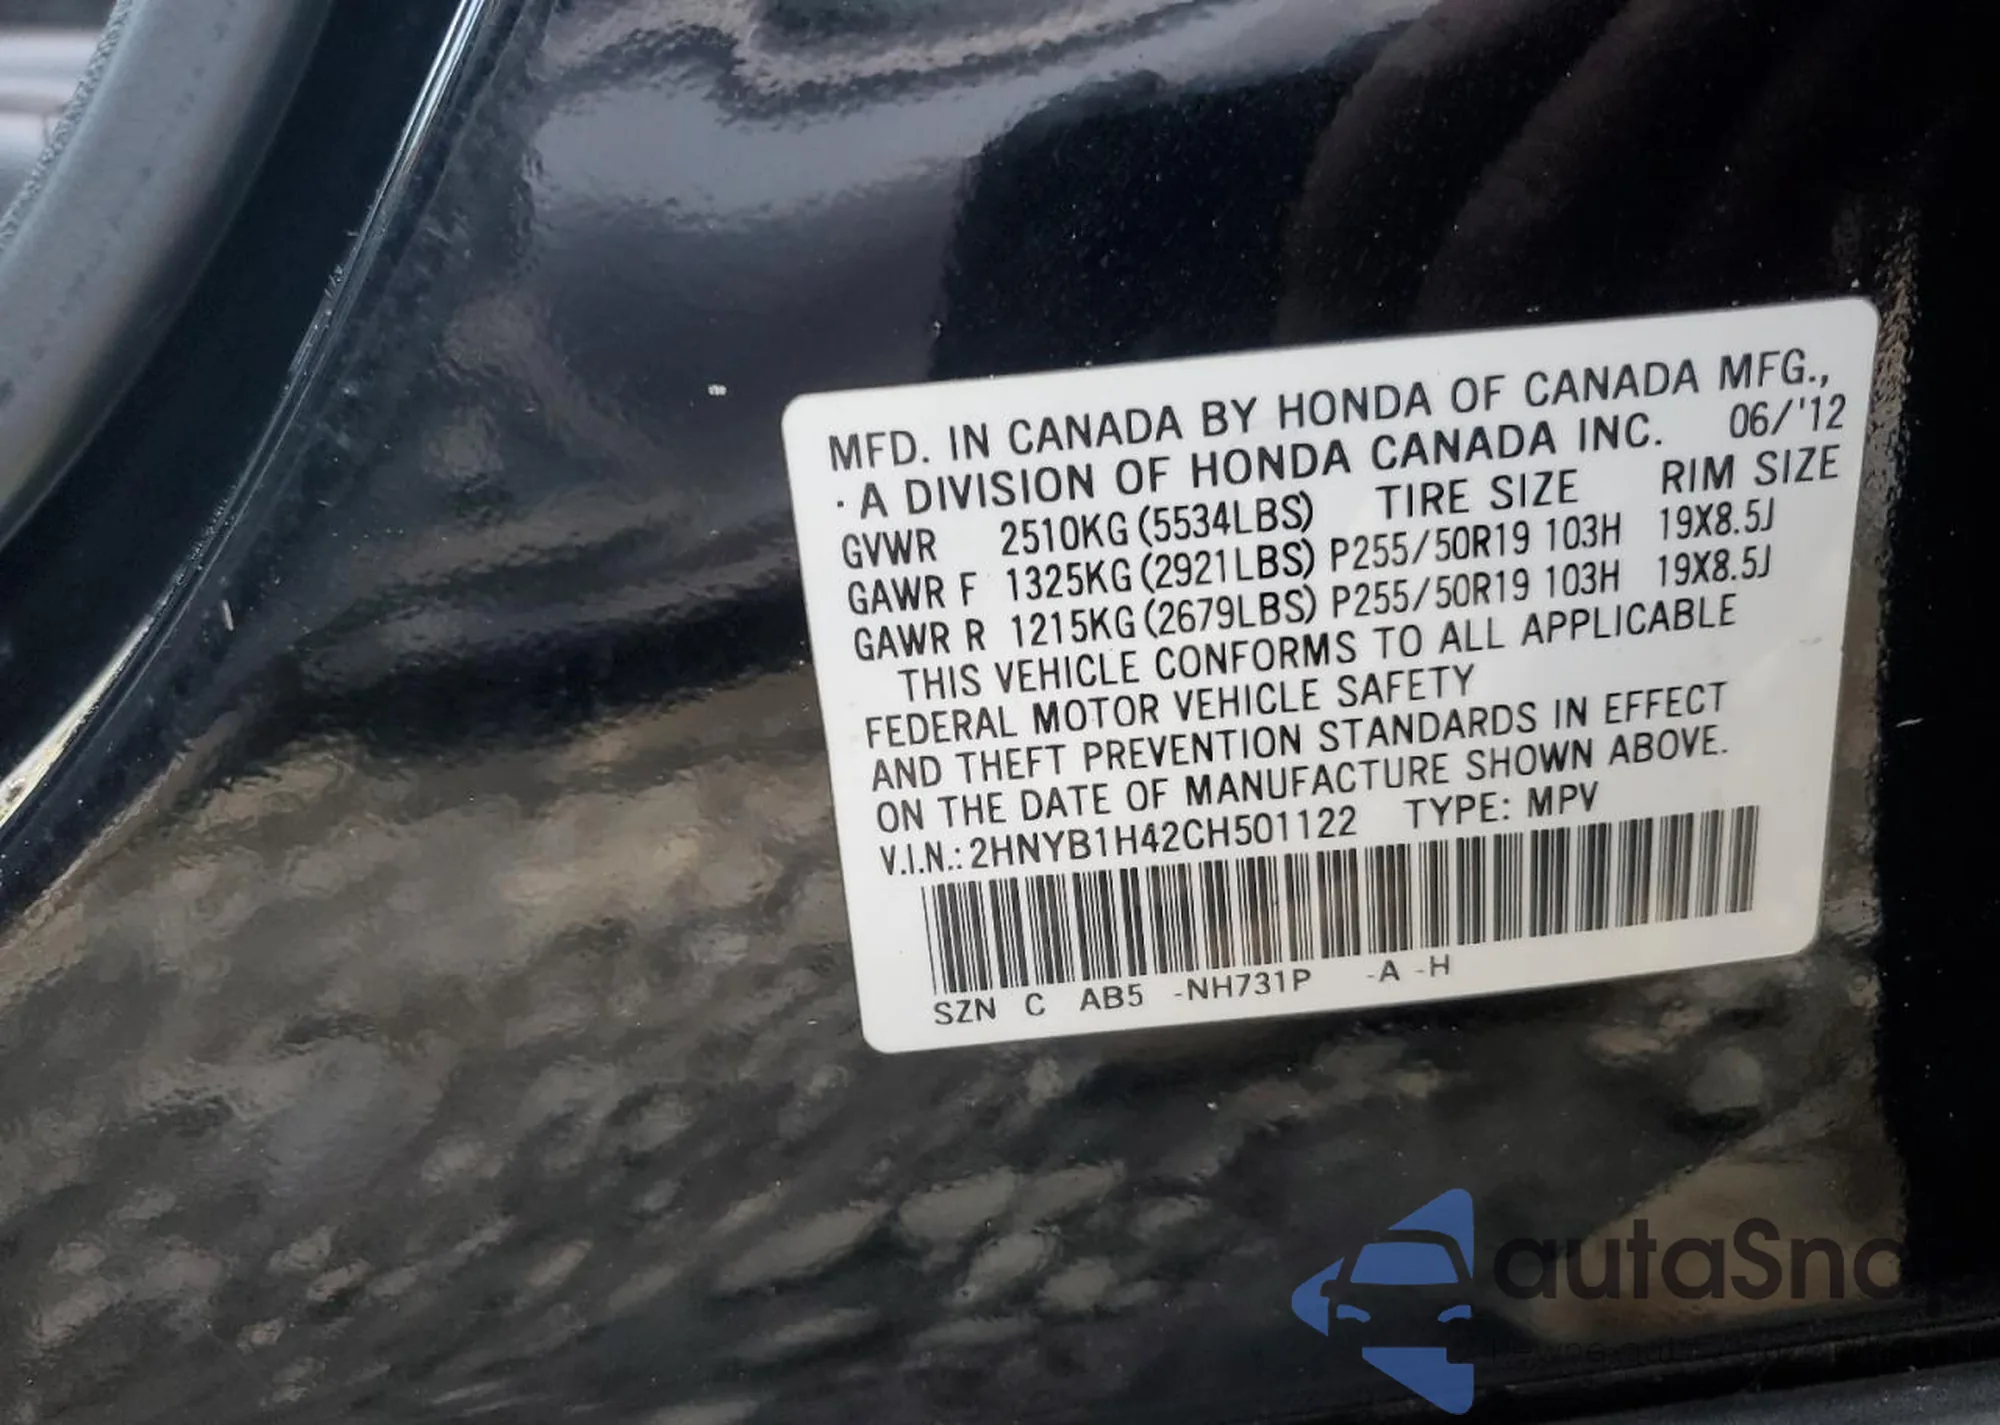 MFD. IN CANADA BY HONDA OF CANADA MFG.,
· A DIVISION OF HONDA CANADA INC. 06/'12
GVWR 2510KG (5534LBS) TIRE SIZE RIM SIZE
GAWR F 1325KG (2921LBS) P255/50R19 103H 19X8.5J
GAWR R 1215KG (2679LBS) P255/50R19 103H 19X8.5J
THIS VEHICLE CONFORMS TO ALL APPLICABLE
FEDERAL MOTOR VEHICLE SAFETY
AND THEFT PREVENTION STANDARDS IN EFFECT
ON THE DATE OF MANUFACTURE SHOWN ABOVE.
V.I.N.: 2HNYB1H42CH501122 TYPE: MPV
SZN C AB5 -NH731P -A -H
autaSnap